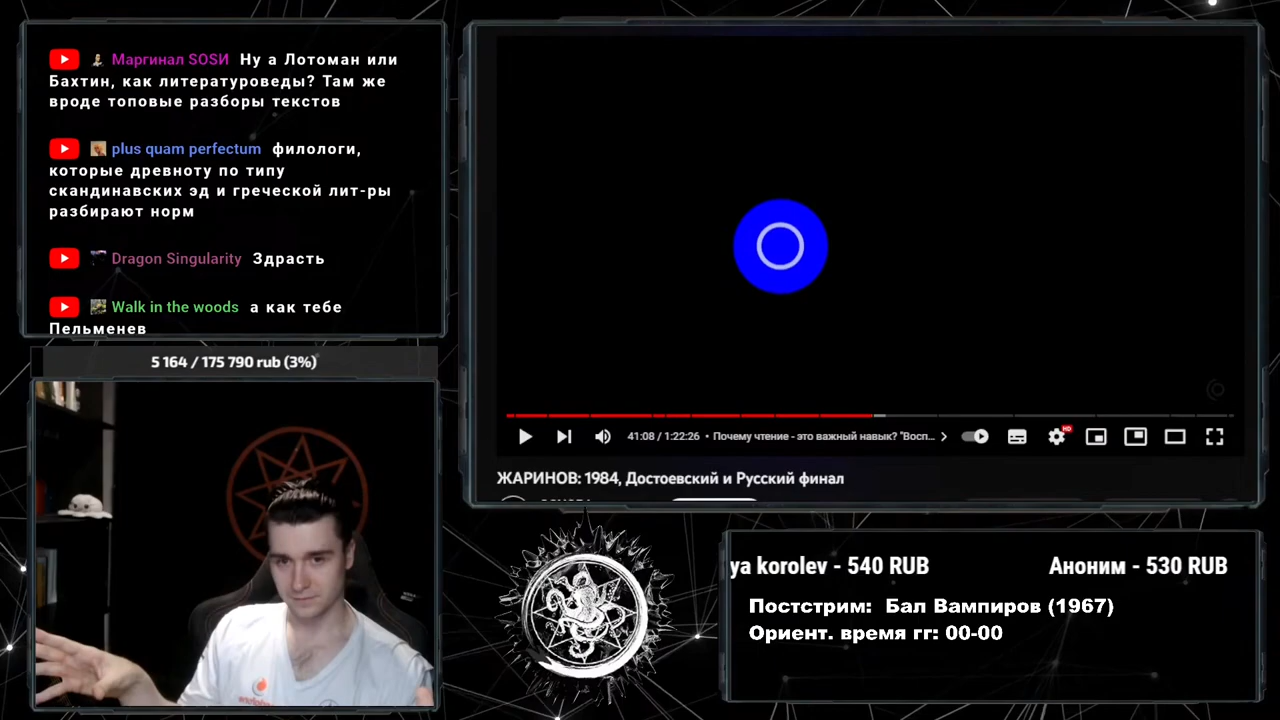 Маргинал SOSИ Ну а Лотоман или
Бахтин, как литературоведы? Там же
вроде топовые разборы текстов
plus quam perfectum филологи,
которые древноту по типу
скандинавских эд и греческой лит-ры
разбирают норм
Dragon Singularity Здрасть
Walk in the woods а как тебе
Пельменев
5 164 / 175 790 rub (3%)
41:08 / 1:22:26 • Почему чтение - это важный навык? "Восп...
HD
ЖАРИНОВ: 1984, Достоевский и Русский финал
ya korolev - 540 RUB
Аноним - 530 RUB
Постстрим: Бал Вампиров (1967)
Ориент. время гг: 00-00